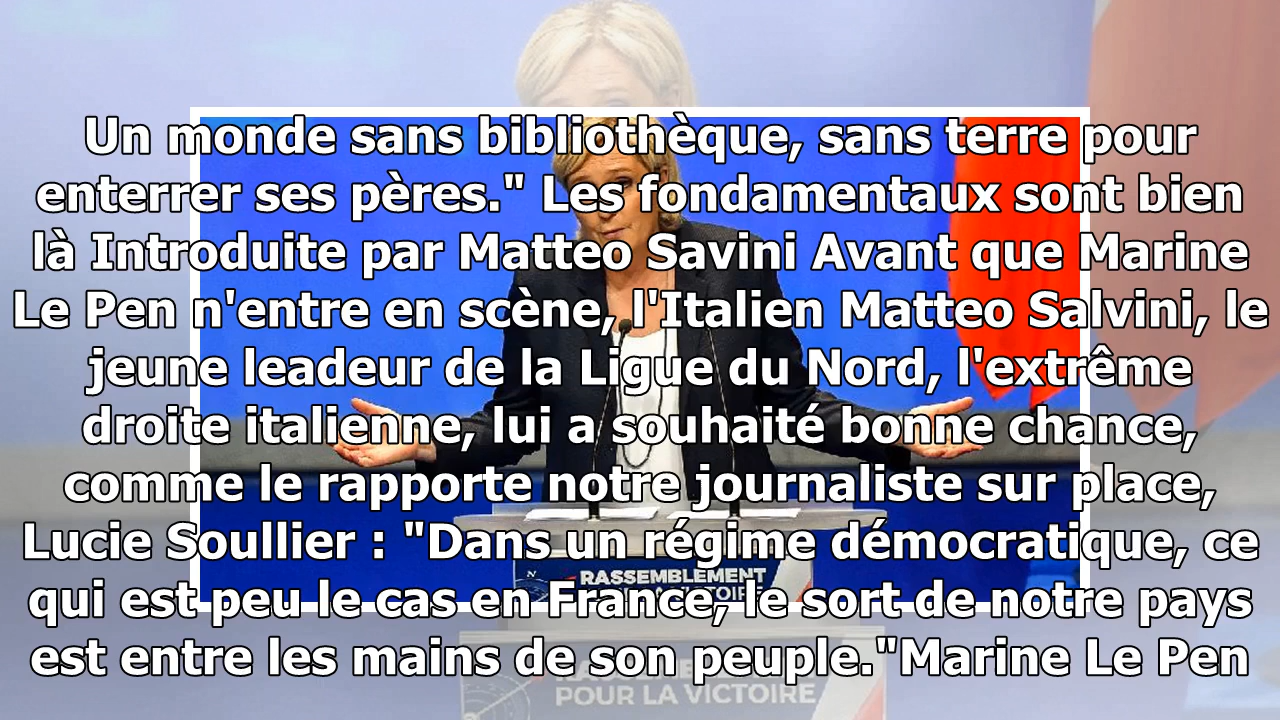 Un monde sans bibliothèque, sans terre pour
enterrer ses pères." Les fondamentaux sont bien
là Introduite par Matteo Savini Avant que Marine
Le Pen n'entre en scène, l'Italien Matteo Salvini, le
jeune leadeur de la Ligue du Nord, l'extrême
droite italienne, lui a souhaité bonne chance,
comme le rapporte notre journaliste sur place,
Lucie Soullier : "Dans un régime démocratique, ce
qui est peu le cas en France, le sort de notre pays
est entre les mains de son peuple."Marine Le Pen
RASSEMBLEMENT
POUR LA VICTOIRE
RASSEMBLEMENT
POUR LA VICTOIRE